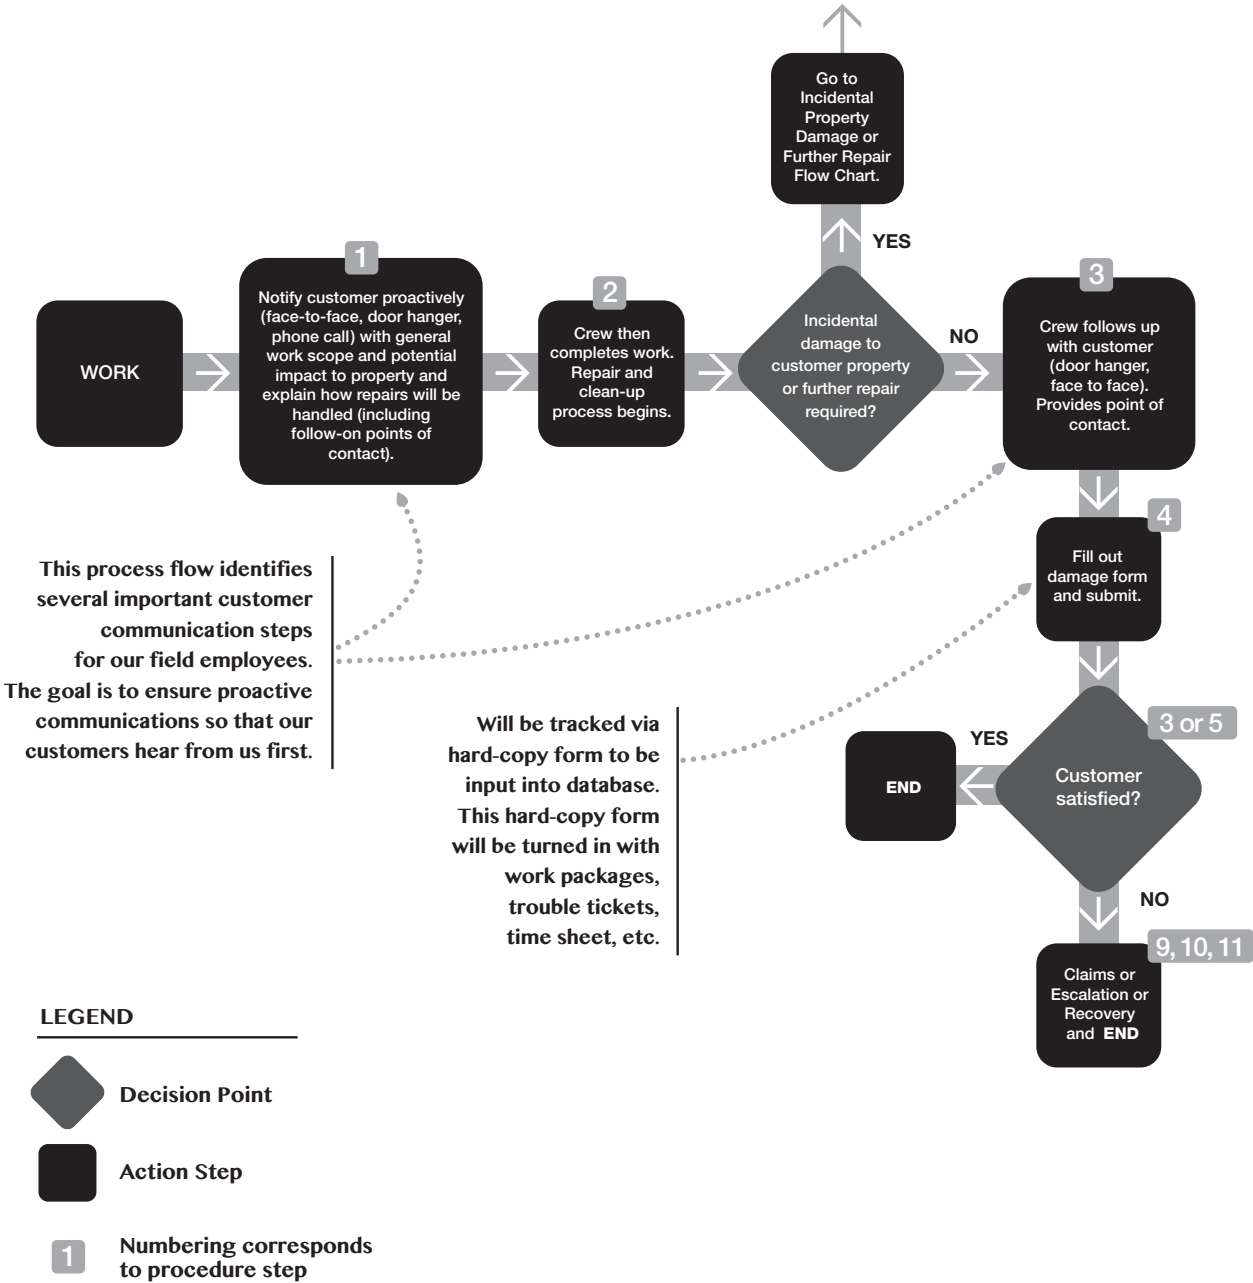 Go to
Incidental
Property
Damage or
Further Repair
Flow Chart.
YES
WORK
1
Notify customer proactively
(face-to-face, door hanger,
phone call) with general
work scope and potential
impact to property and
explain how repairs will be
handled (including
follow-on points of
contact).
2
Crew then
completes work.
Repair and
clean-up
process begins.
Incidental
damage to
customer property
or further repair
required?
NO
3
Crew follows up
with customer
(door hanger,
face to face).
Provides point of
contact.
4
Fill out
damage form
and submit.
This process flow identifies
several important customer
communication steps
for our field employees.
The goal is to ensure proactive
communications so that our
customers hear from us first.
Will be tracked via
hard-copy form to be
input into database.
This hard-copy form
will be turned in with
work packages,
trouble tickets,
time sheet, etc.
3 or 5
Customer
satisfied?
YES
END
NO
9, 10, 11
Claims or
Escalation or
Recovery
and END
LEGEND
Decision Point
Action Step
1
Numbering corresponds
to procedure step